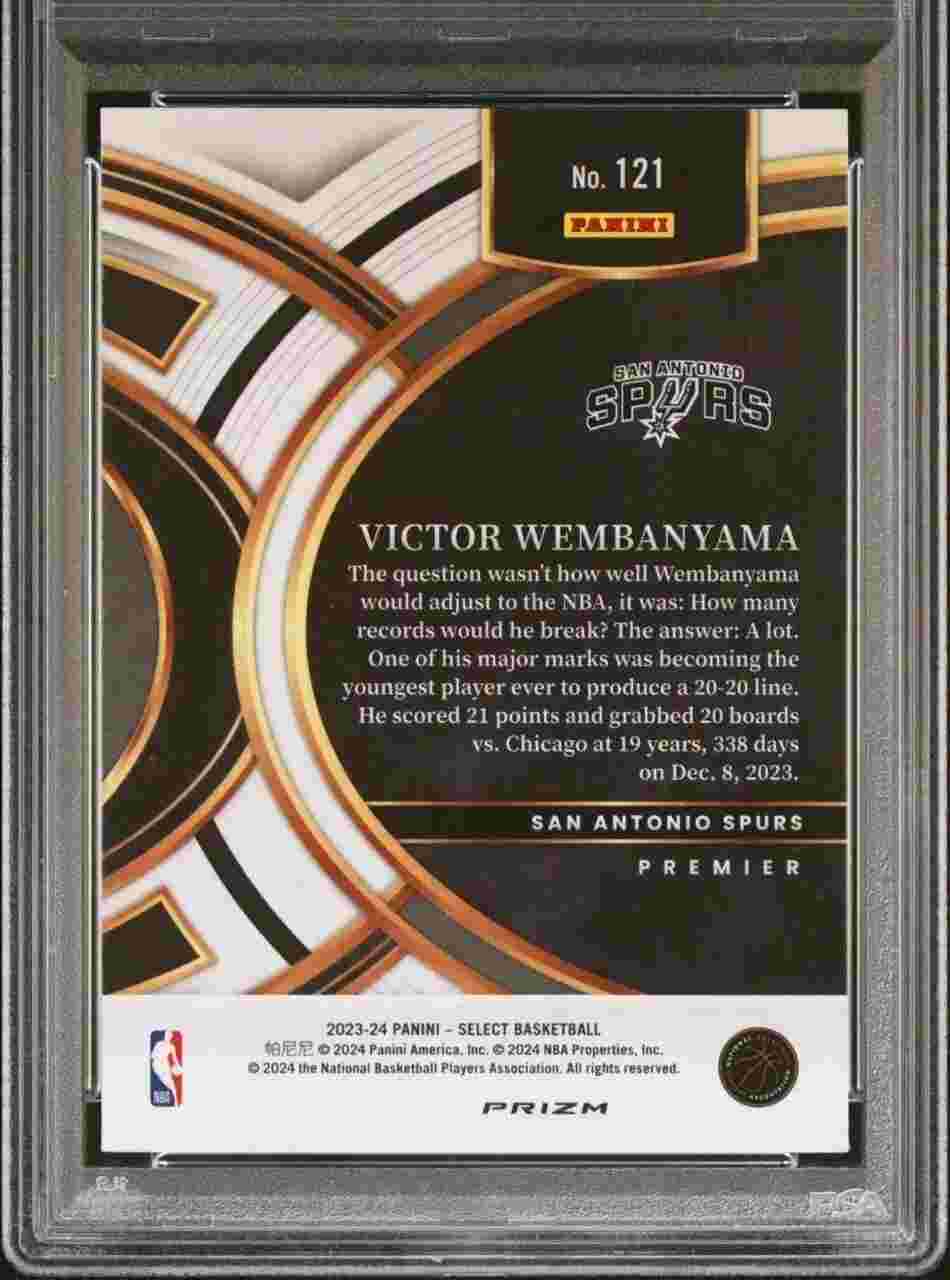 No. 121
PANINI
SAN ANTONIO
SPURS
VICTOR WEMBANYAMA
The question wasn't how well Wembanyama
would adjust to the NBA, it was: How many
records would he break? The answer: A lot.
One of his major marks was becoming the
youngest player ever to produce a 20-20 line.
He scored 21 points and grabbed 20 boards
vs. Chicago at 19 years, 338 days
on Dec. 8, 2023.
SAN ANTONIO SPURS
PREMIER
2023-24 PANINI – SELECT BASKETBALL
帕尼尼 © 2024 Panini America, Inc. © 2024 NBA Properties, Inc.
© 2024 the National Basketball Players Association. All rights reserved.
NBA
PRIZM
PSA